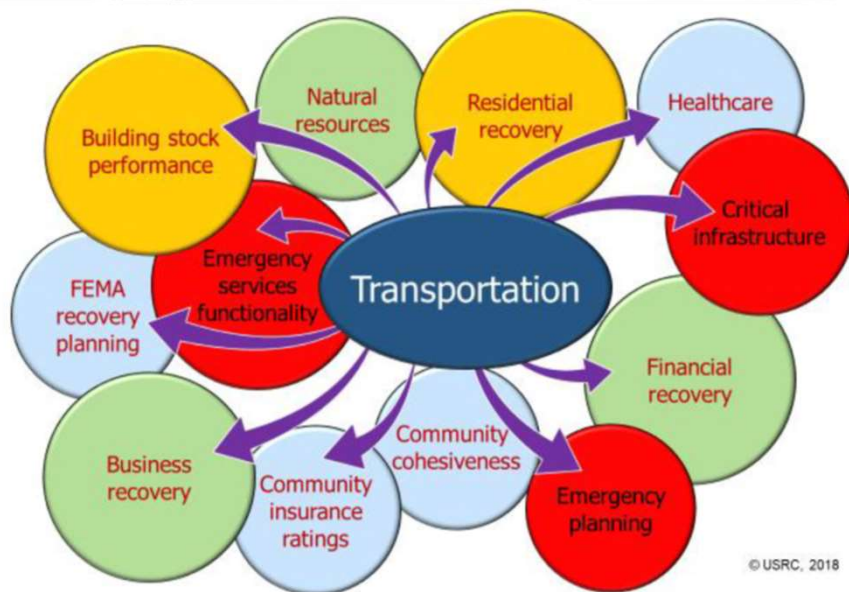 Natural
resources
Residential
recovery
Healthcare
Building stock
performance
Critical
infrastructure
Emergency
services
functionality
Transportation
FEMA
recovery
planning
Financial
recovery
Business
recovery
Community
insurance
ratings
Community
cohesiveness
Emergency
planning
© USRC, 2018